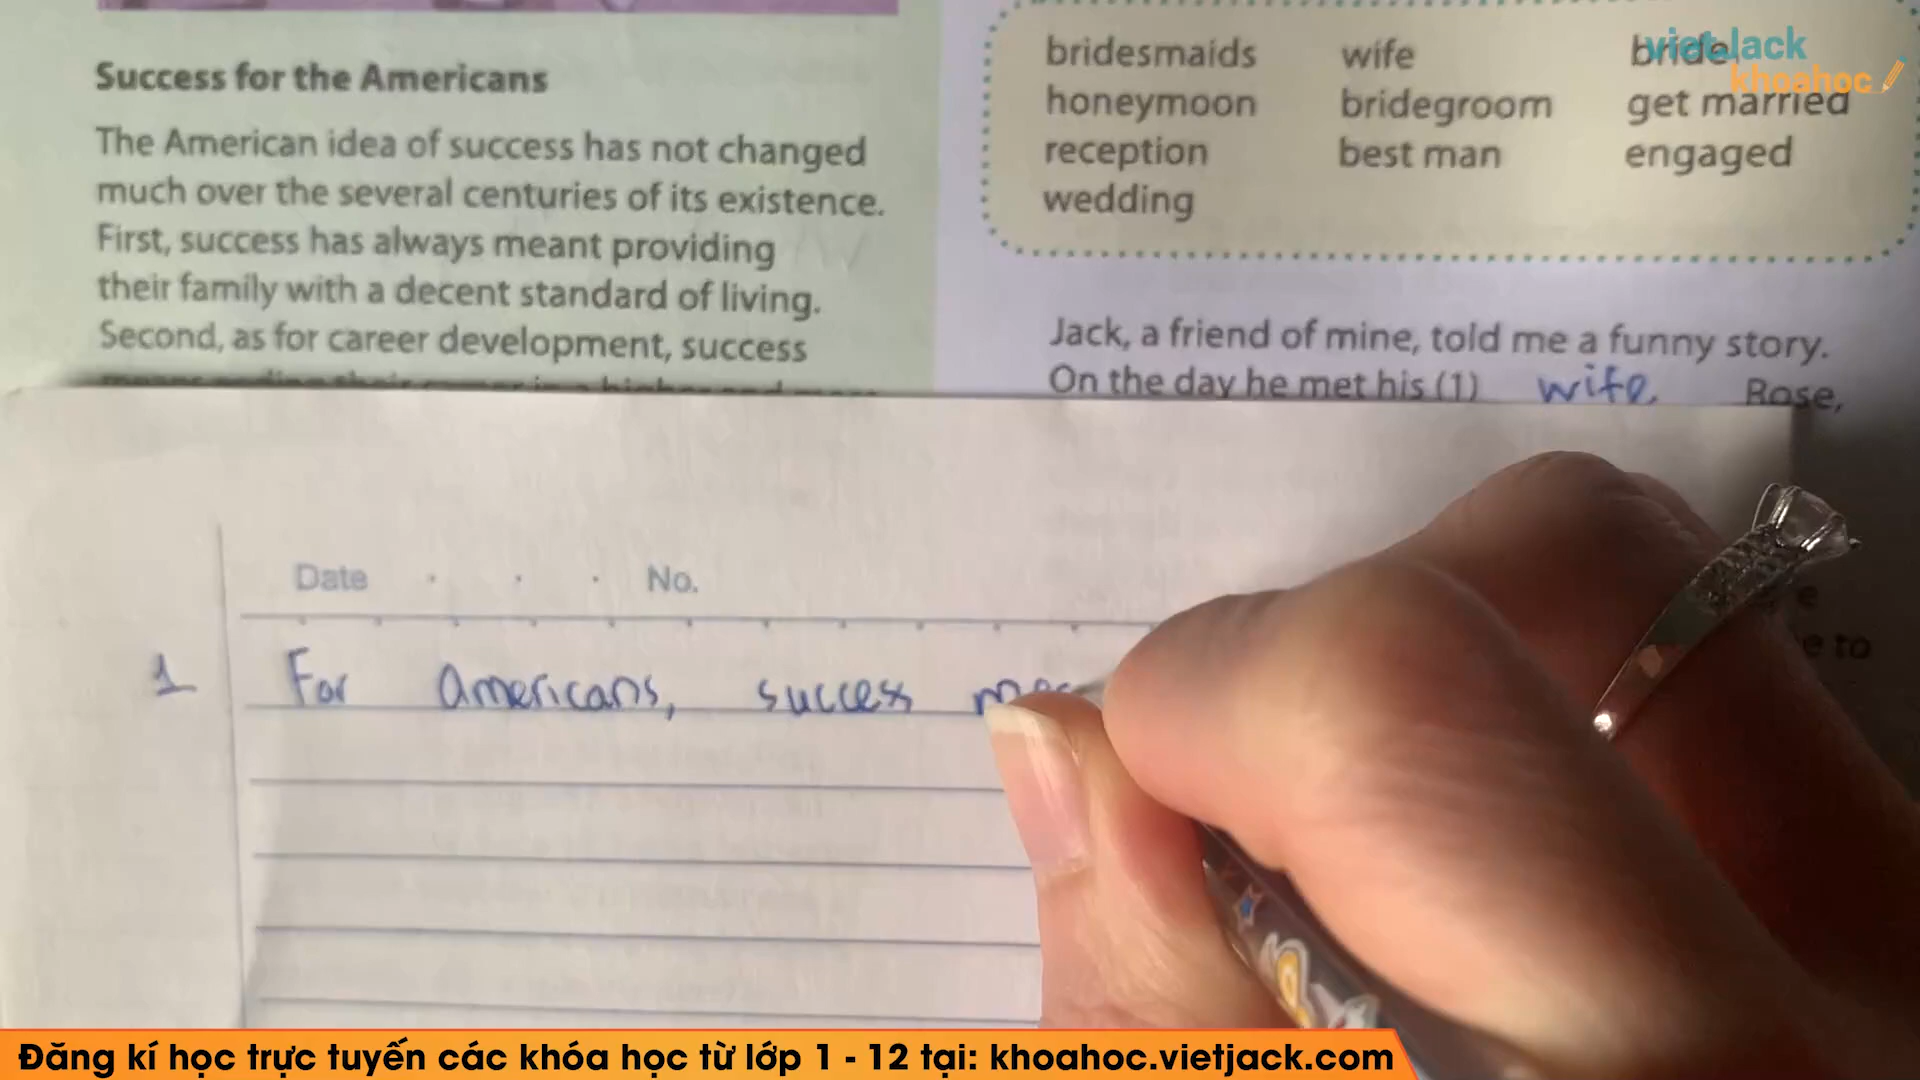 Success for the Americans
The American idea of success has not changed
much over the several centuries of its existence.
First, success has always meant providing
their family with a decent standard of living.
Second, as for career development, success
bridesmaids wife bride
honeymoon bridegroom get married
reception best man engaged
wedding
vietJack
khoahoc
Jack, a friend of mine, told me a funny story.
On the day he met his (1) wife Rose,
e
e to
Date No.
1 For Americans, success
Đăng kí học trực tuyến các khóa học từ lớp 1 - 12 tại: khoahoc.vietjack.com